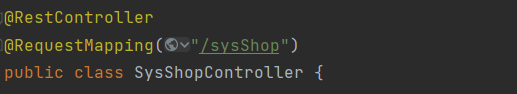 @RestController
@RequestMapping("/sysShop")
public class SysShopController {